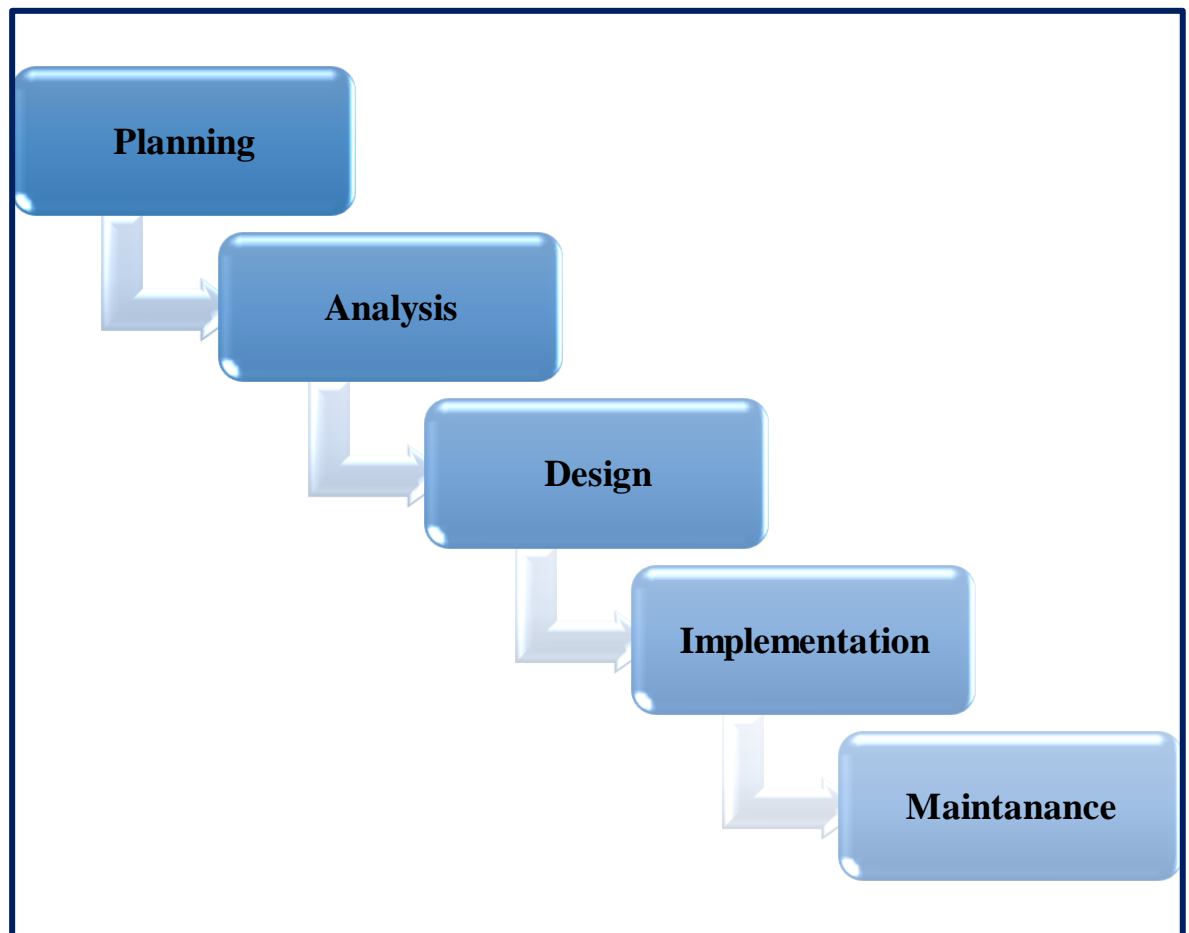 Planning
Analysis
Design
Implementation
Maintanance